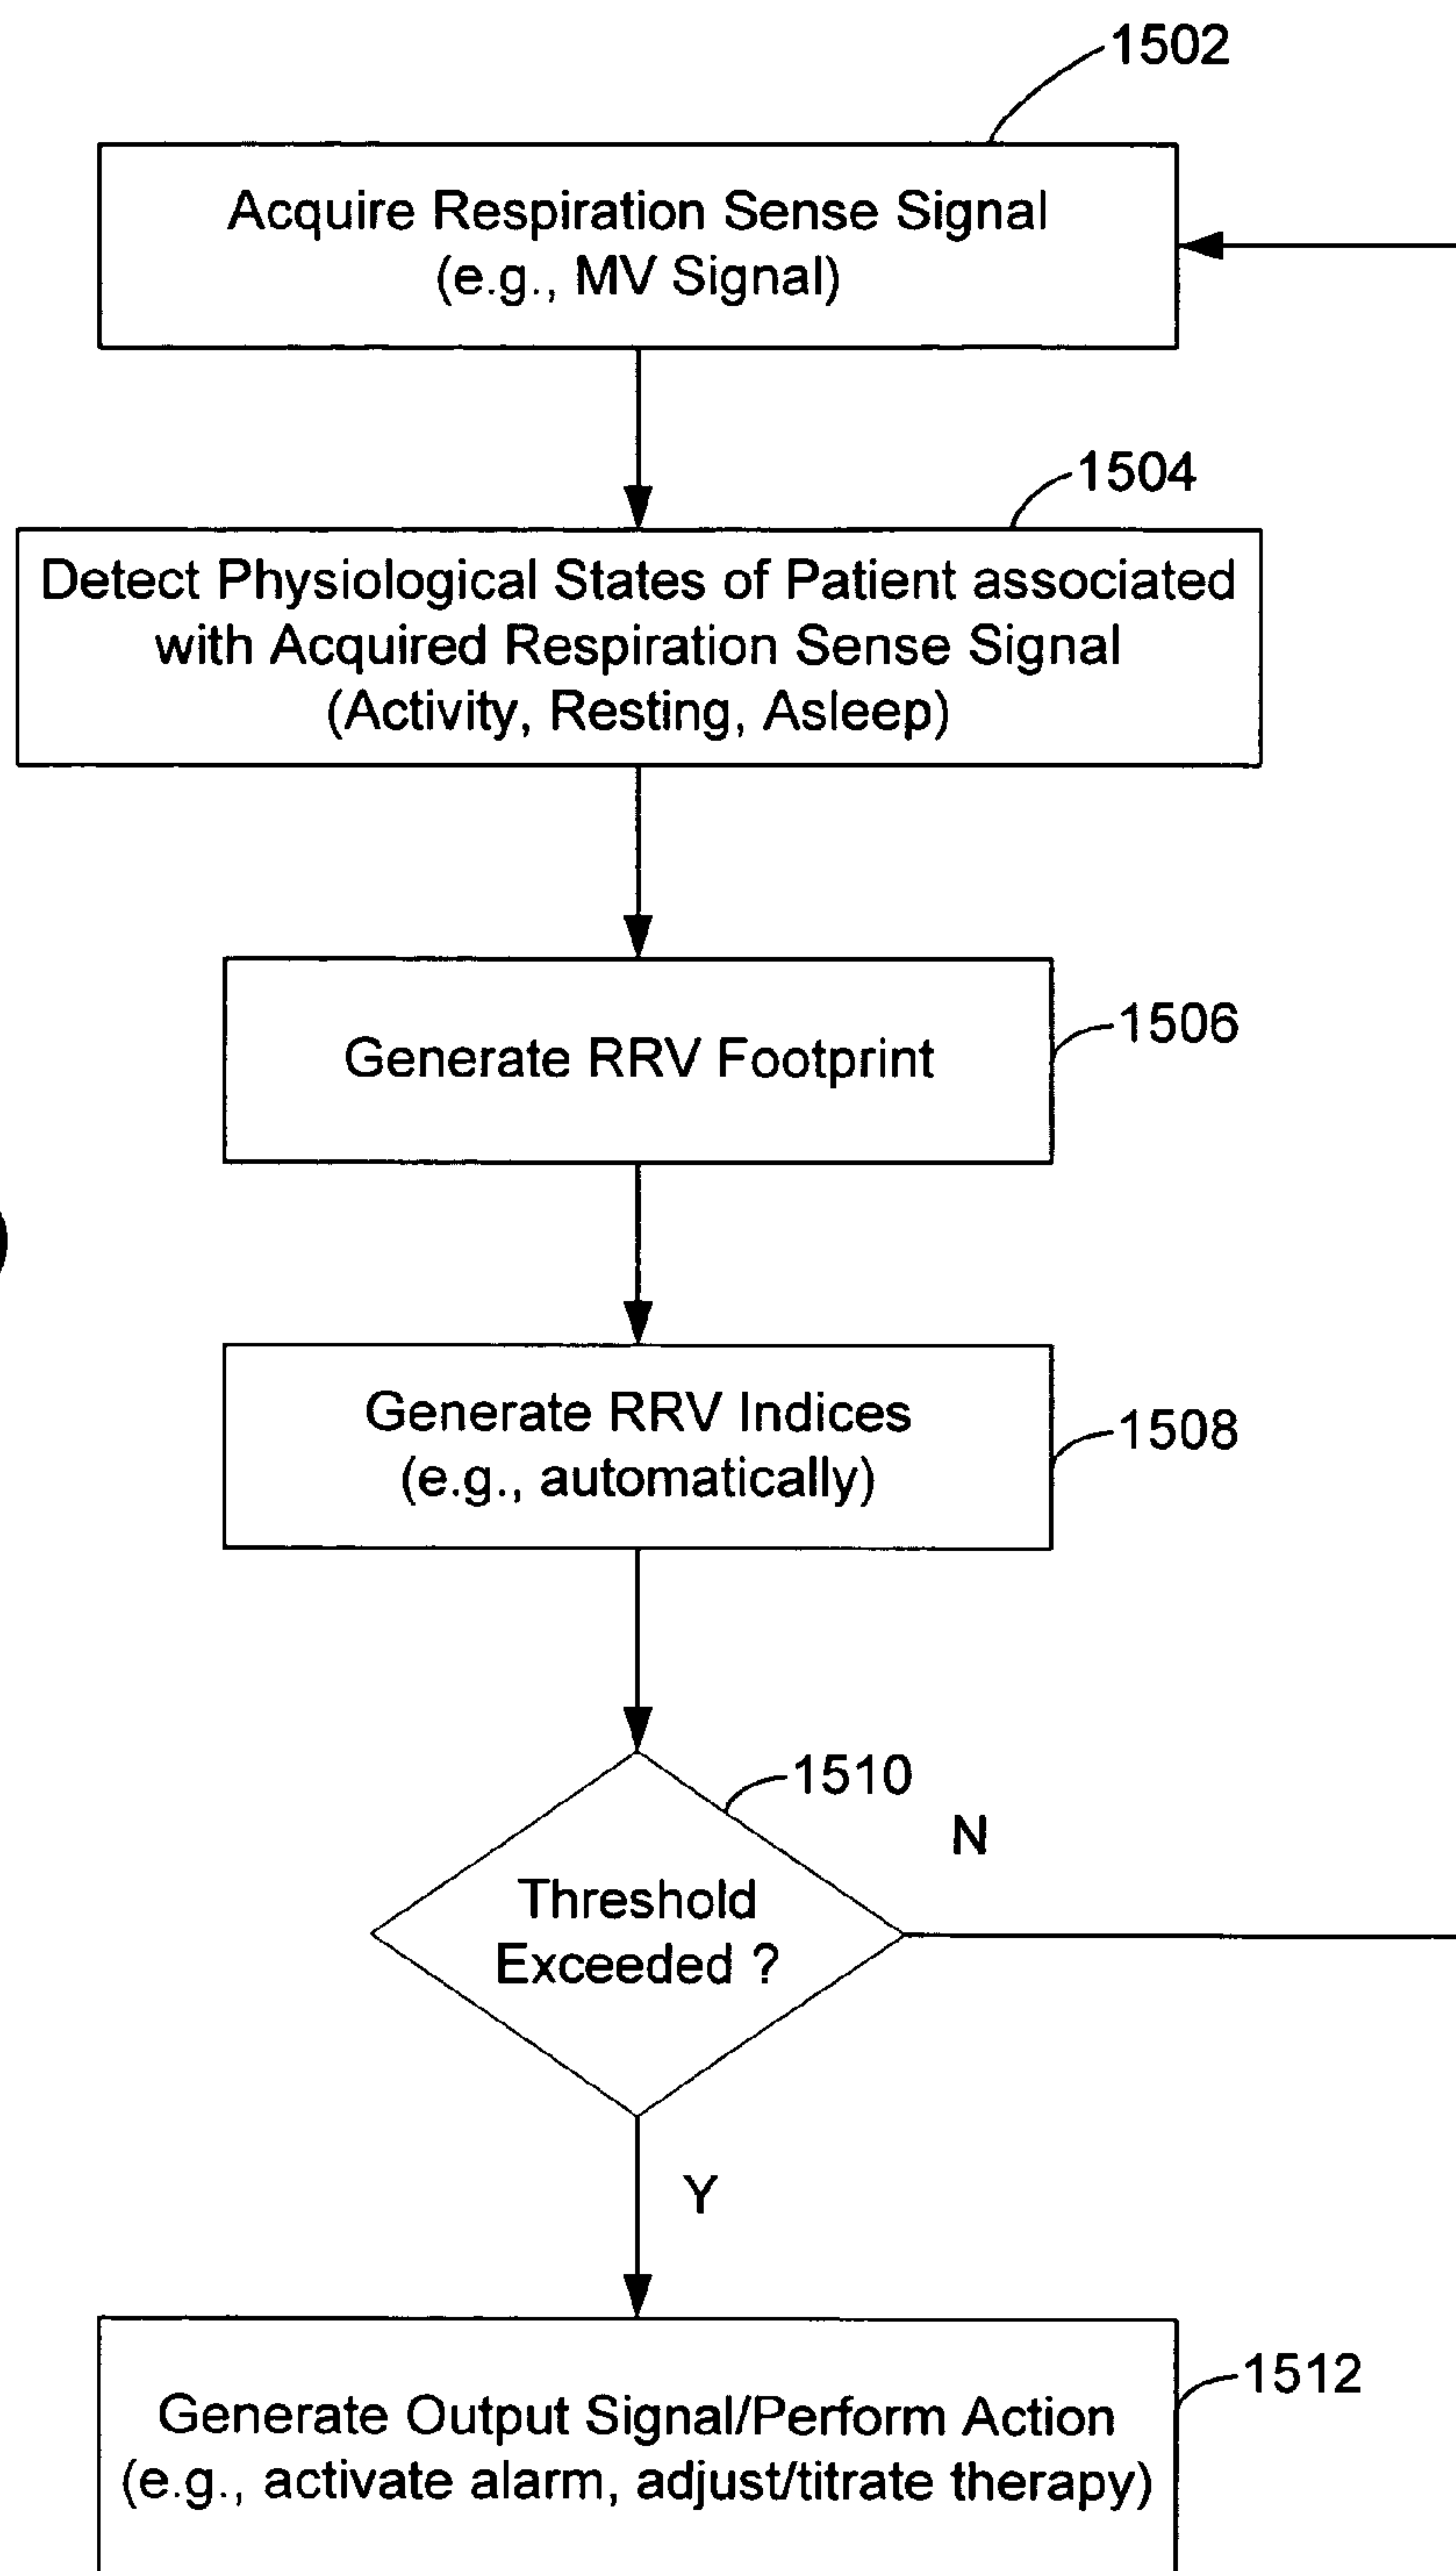 1502
Acquire Respiration Sense Signal
(e.g., MV Signal)
1504
Detect Physiological States of Patient associated
with Acquired Respiration Sense Signal
(Activity, Resting, Asleep)
1506
Generate RRV Footprint
1508
Generate RRV Indices
(e.g., automatically)
1510
N
Threshold
Exceeded ?
Y
1512
Generate Output Signal/Perform Action
(e.g., activate alarm, adjust/titrate therapy)